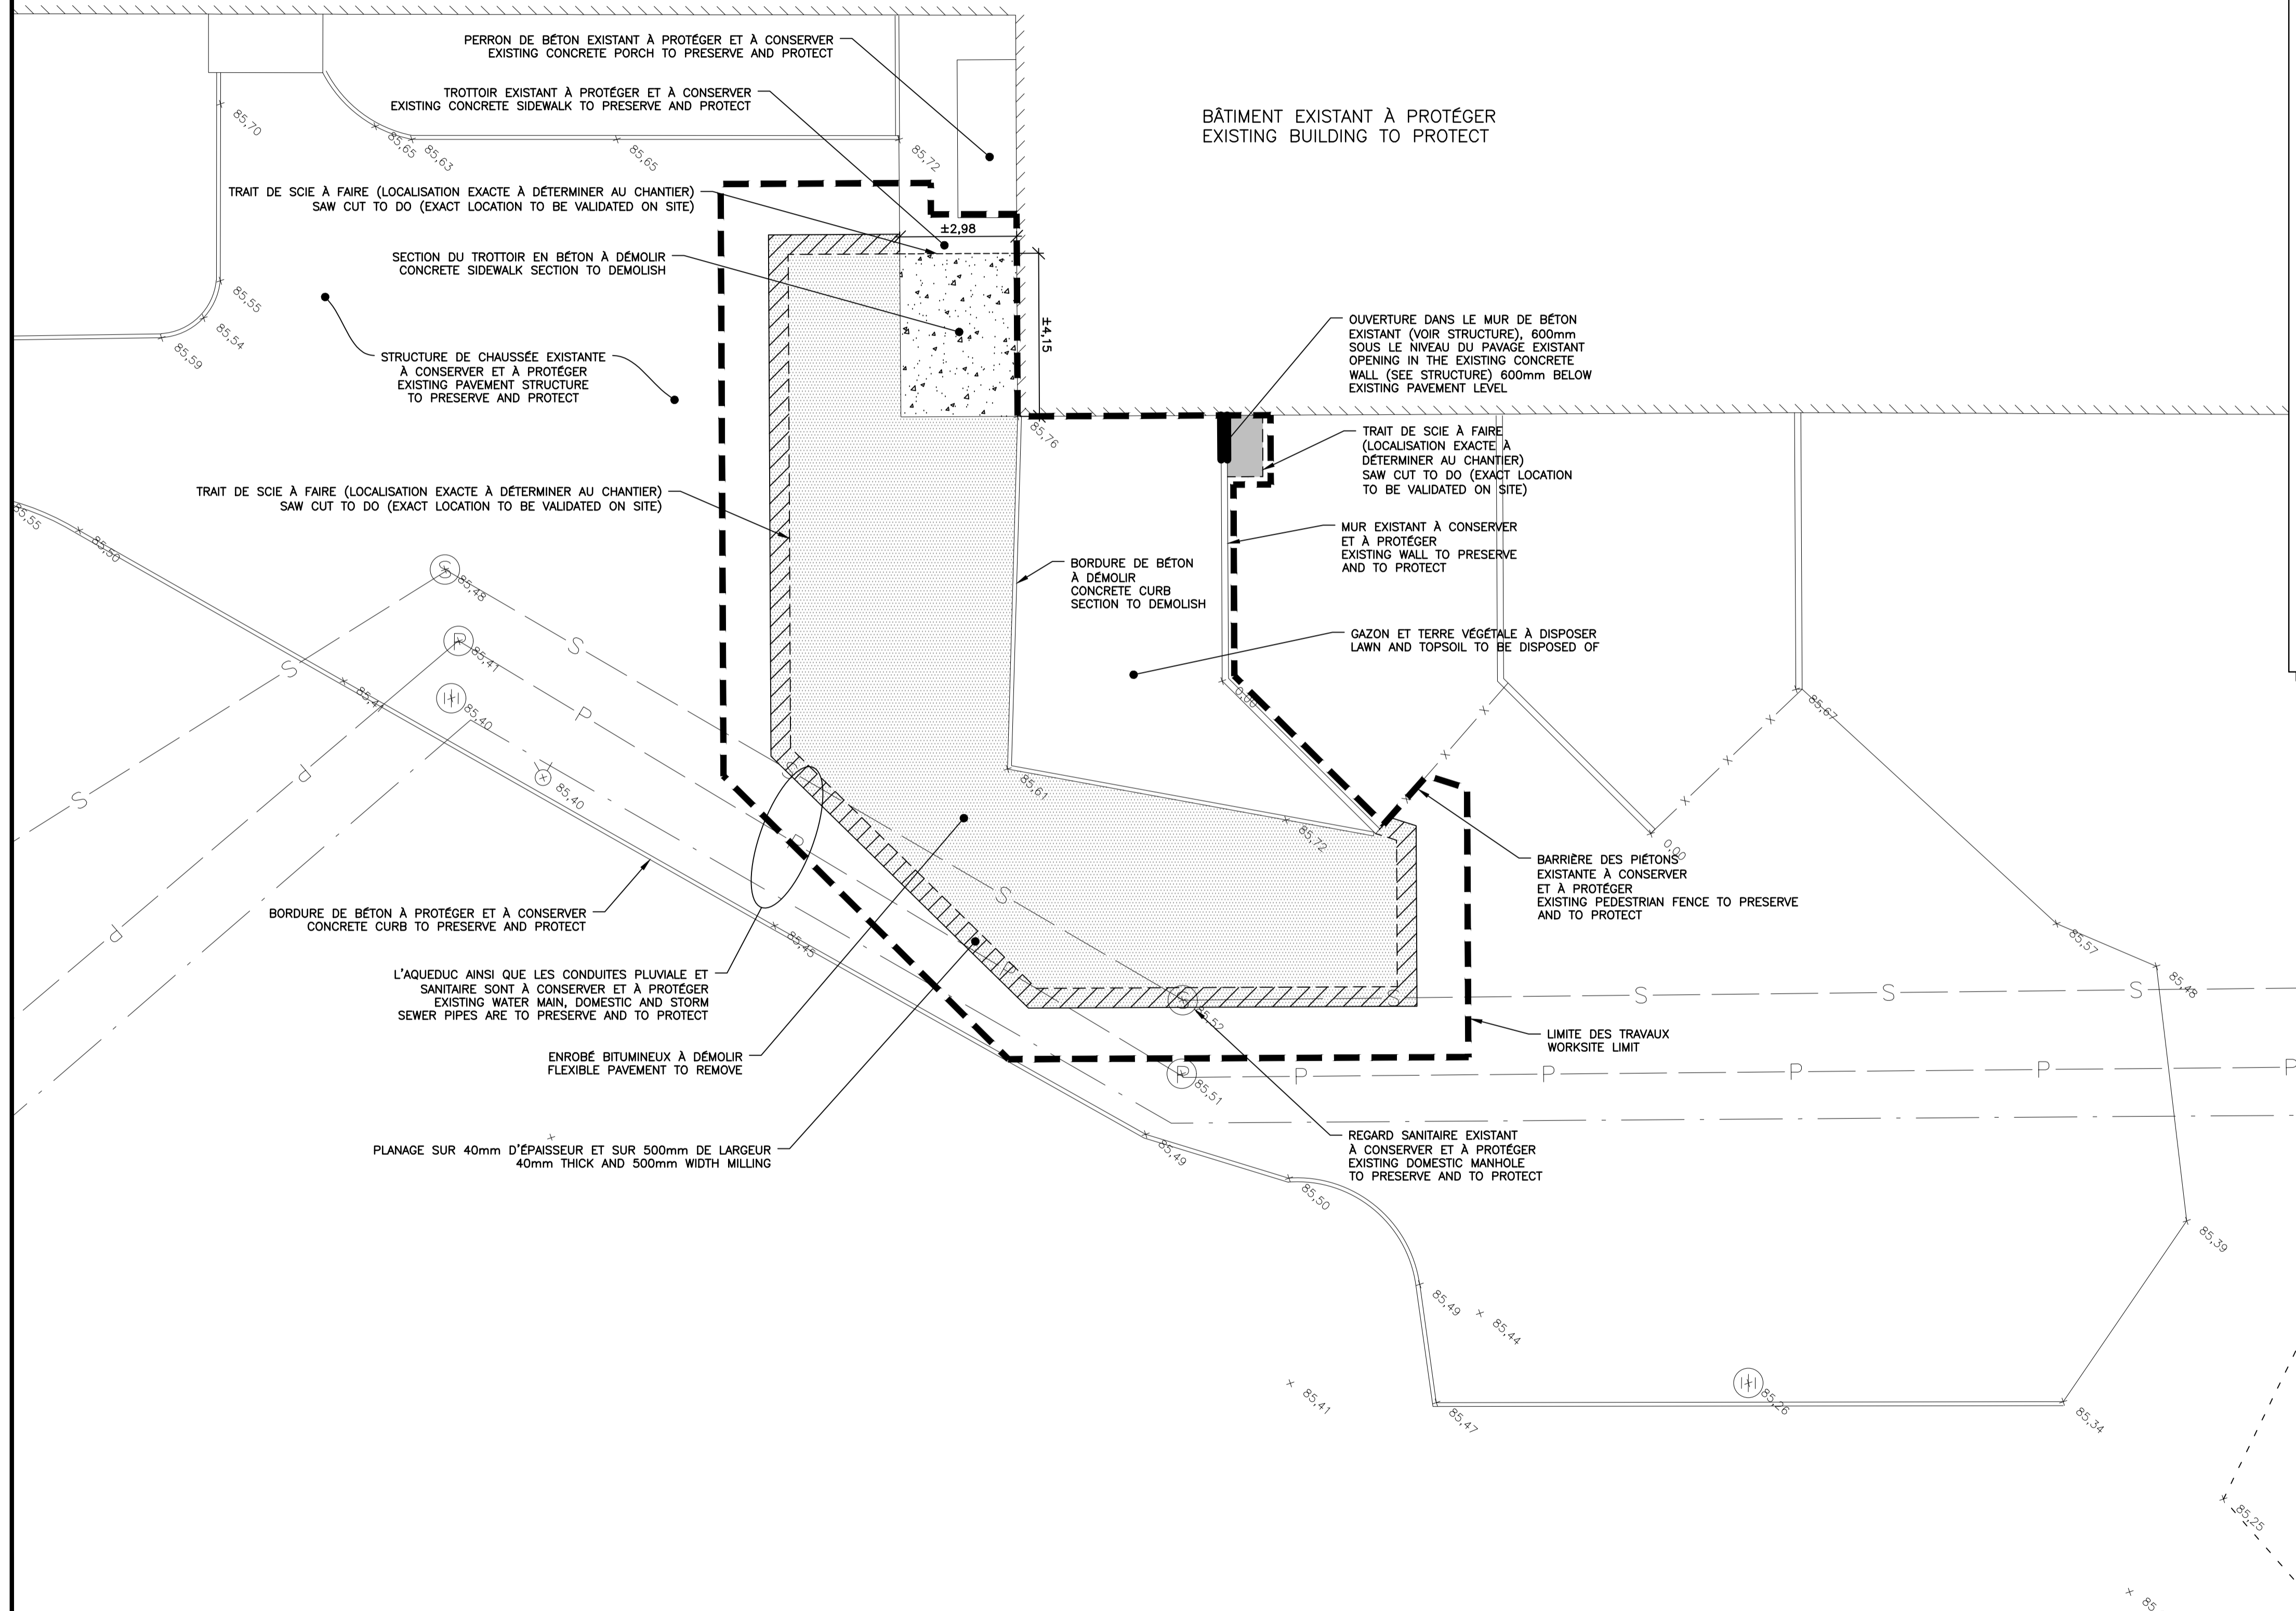 PERRON DE BÉTON EXISTANT À PROTÉGER ET À CONSERVER
EXISTING CONCRETE PORCH TO PRESERVE AND PROTECT
TROTTOIR EXISTANT À PROTÉGER ET À CONSERVER
EXISTING CONCRETE SIDEWALK TO PRESERVE AND PROTECT
BÂTIMENT EXISTANT À PROTÉGER
EXISTING BUILDING TO PROTECT
85,70
85,65
85,63
85,65
85,72
TRAIT DE SCIE À FAIRE (LOCALISATION EXACTE À DÉTERMINER AU CHANTIER)
SAW CUT TO DO (EXACT LOCATION TO BE VALIDATED ON SITE)
±2,98
SECTION DU TROTTOIR EN BÉTON À DÉMOLIR
CONCRETE SIDEWALK SECTION TO DEMOLISH
±4,15
85,55
85,54
85,59
STRUCTURE DE CHAUSSÉE EXISTANTE
À CONSERVER ET À PROTÉGER
EXISTING PAVEMENT STRUCTURE
TO PRESERVE AND PROTECT
OUVERTURE DANS LE MUR DE BÉTON
EXISTANT (VOIR STRUCTURE), 600mm
SOUS LE NIVEAU DU PAVAGE EXISTANT
OPENING IN THE EXISTING CONCRETE
WALL (SEE STRUCTURE) 600mm BELOW
EXISTING PAVEMENT LEVEL
85,76
TRAIT DE SCIE À FAIRE
(LOCALISATION EXACTE À
DÉTERMINER AU CHANTIER)
SAW CUT TO DO (EXACT LOCATION
TO BE VALIDATED ON SITE)
TRAIT DE SCIE À FAIRE (LOCALISATION EXACTE À DÉTERMINER AU CHANTIER)
SAW CUT TO DO (EXACT LOCATION TO BE VALIDATED ON SITE)
85,55
85,50
MUR EXISTANT À CONSERVER
ET À PROTÉGER
EXISTING WALL TO PRESERVE
AND TO PROTECT
BORDURE DE BÉTON
À DÉMOLIR
CONCRETE CURB
SECTION TO DEMOLISH
S
85,48
S
S
P
85,41
GAZON ET TERRE VÉGÉTALE À DISPOSER
LAWN AND TOPSOIL TO BE DISPOSED OF
85,41
H
85,40
P
0,00
85,67
P
85,40
S
S
85,61
P
85,72
0,00
BARRIÈRE DES PIÉTONS
EXISTANTE À CONSERVER
ET À PROTÉGER
EXISTING PEDESTRIAN FENCE TO PRESERVE
AND TO PROTECT
S
BORDURE DE BÉTON À PROTÉGER ET À CONSERVER
CONCRETE CURB TO PRESERVE AND PROTECT
P
85,45
85,57
L'AQUEDUC AINSI QUE LES CONDUITES PLUVIALE ET
SANITAIRE SONT À CONSERVER ET À PROTÉGER
EXISTING WATER MAIN, DOMESTIC AND STORM
SEWER PIPES ARE TO PRESERVE AND TO PROTECT
P
85,48
S
85,52
S
S
S
S
LIMITE DES TRAVAUX
WORKSITE LIMIT
ENROBÉ BITUMINEUX À DÉMOLIR
FLEXIBLE PAVEMENT TO REMOVE
P
85,51
P
P
P
P
P
PLANAGE SUR 40mm D'ÉPAISSEUR ET SUR 500mm DE LARGEUR
40mm THICK AND 500mm WIDTH MILLING
85,49
REGARD SANITAIRE EXISTANT
À CONSERVER ET À PROTÉGER
EXISTING DOMESTIC MANHOLE
TO PRESERVE AND TO PROTECT
85,50
85,39
85,49
85,44
85,41
H
85,26
85,47
85,34
85,25
85